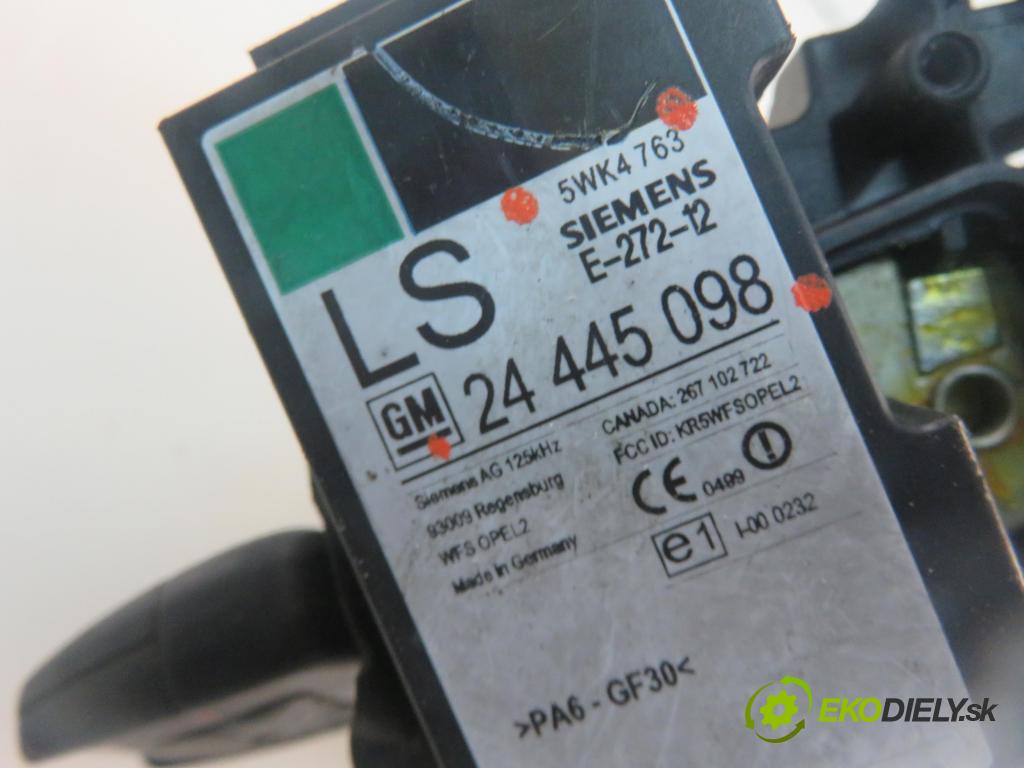 5WK4 763
SIEMENS
E-272-12
LS
GM 24 445 098
Siemens AG 125kHz
93009 Regensburg
WFS OPEL2
Made in Germany
CANADA: 267 102 722
FCC ID: KR5WFSOPEL2
CE 0499
e1 I-00 0232
>PA6 - GF30<
EKODIELY.sk